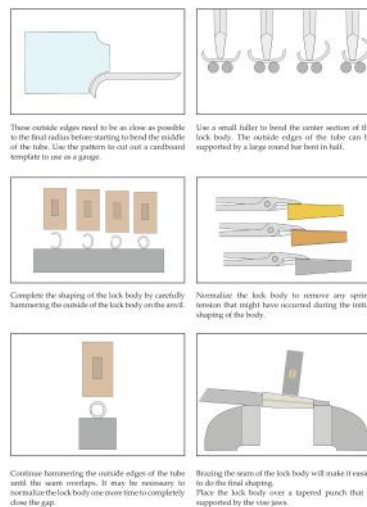 These outside edges need to be as close as possible
to the final radius before starting to bend the middle
of the tube. Use the pattern to cut out a cardboard
template to use as a gauge.
Use a small fuller to bend the center section of th
lock body. The outside edges of the tube can b
supported by a large round bar bent in half.
Complete the shaping of the lock body by carefully
hammering the outside of the lock body on the anvil.
Normalize the lock body to remove any sprin
tension that might have occurred during the initia
shaping of the body.
Continue hammering the outside edges of the tube
until the seam overlaps. It may be necessary to
normalize the lock body one more time to completely
close the gap.
Brazing the seam of the lock body will make it easie
to do the final shaping.
Place the lock body over a tapered punch that
supported by the vise jaws.